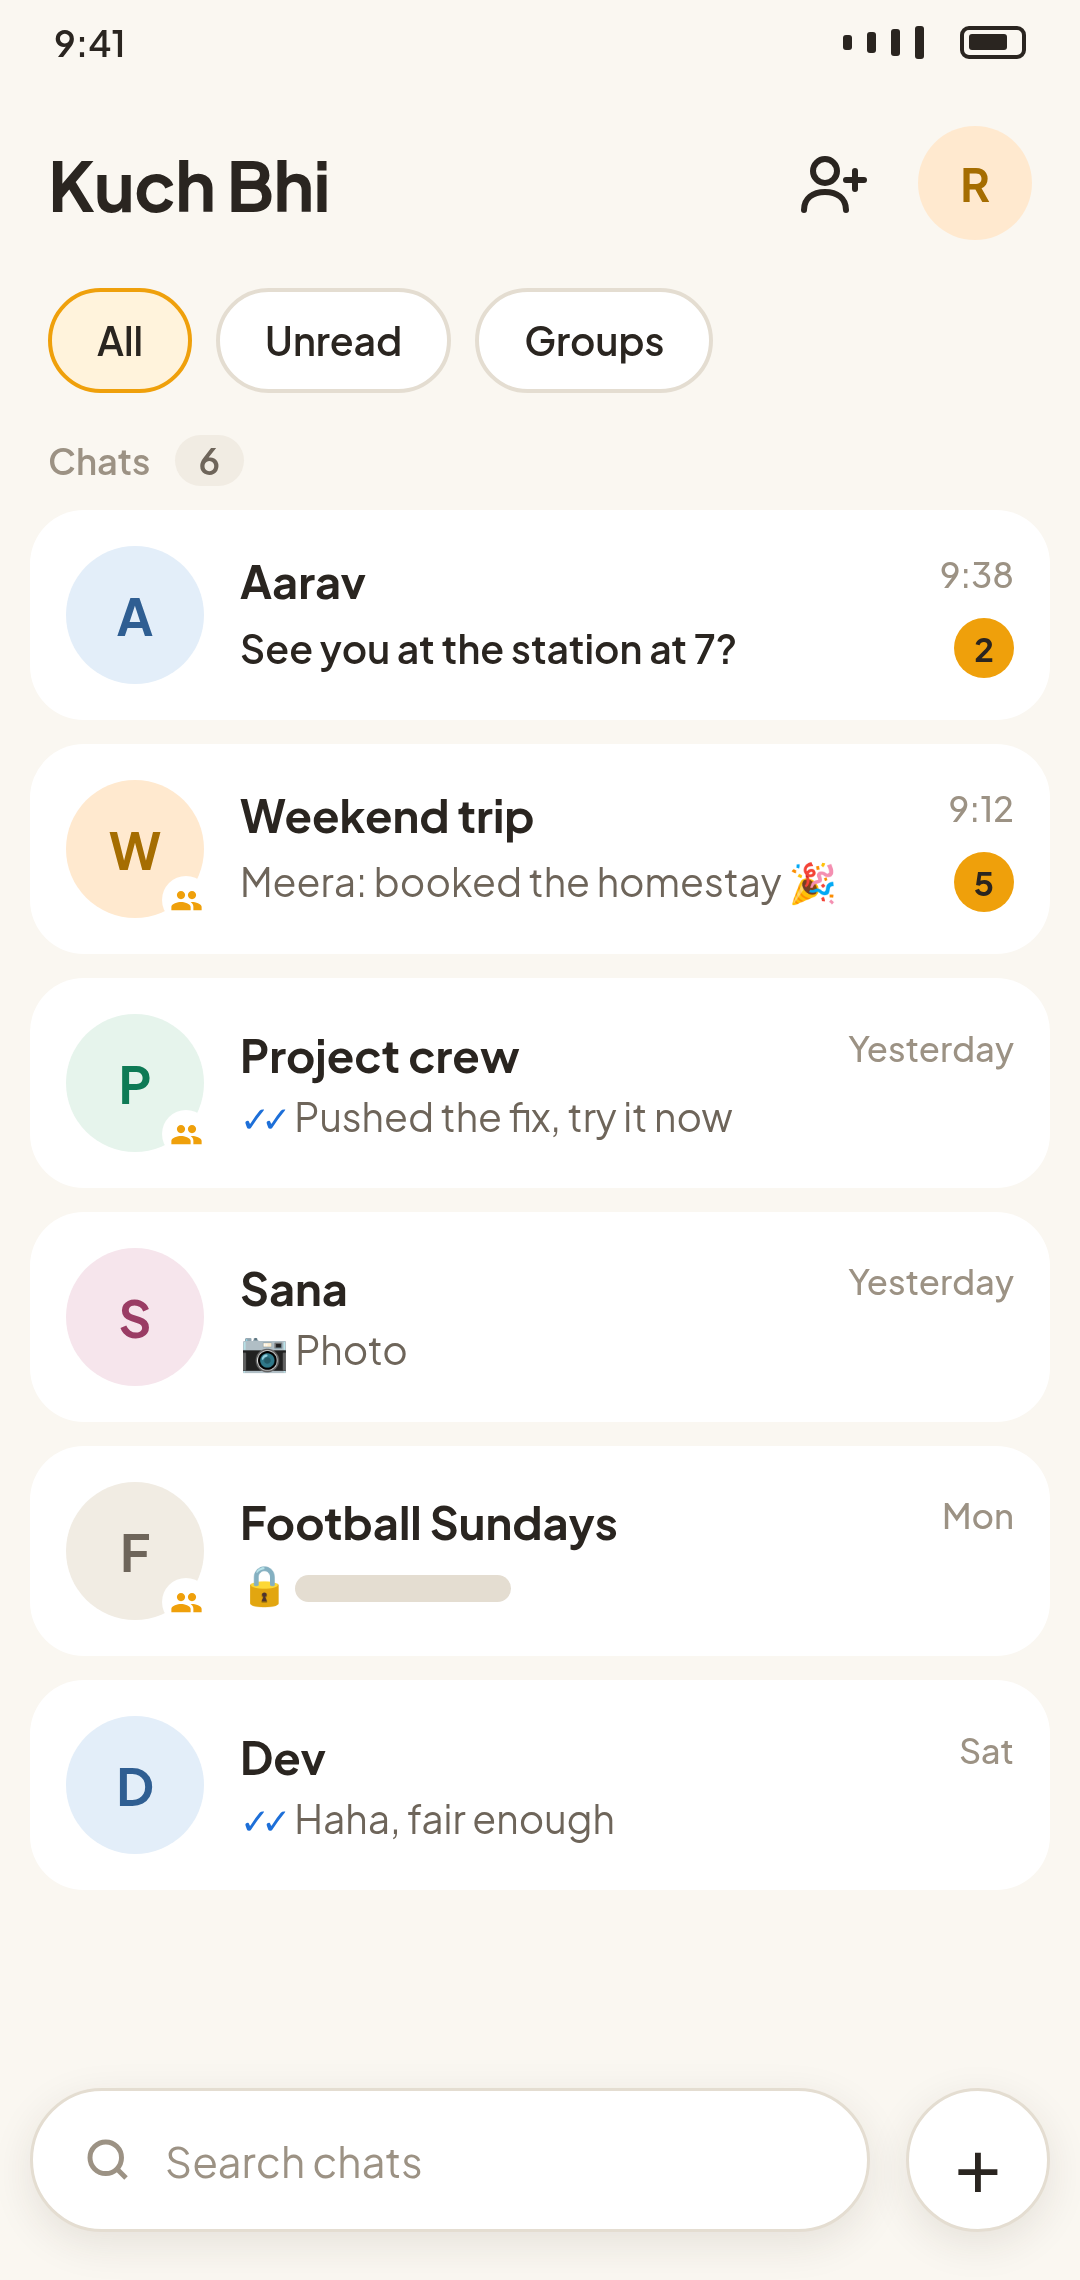 9:41
Kuch Bhi
R
All Unread Groups
Chats 6
A
Aarav
9:38
See you at the station at 7?
2
W
Weekend trip
9:12
Meera: booked the homestay 🎉
5
P
Project crew
Yesterday
✓✓ Pushed the fix, try it now
S
Sana
Yesterday
📷 Photo
F
Football Sundays
Mon
🔒
D
Dev
Sat
✓✓ Haha, fair enough
Search chats
+